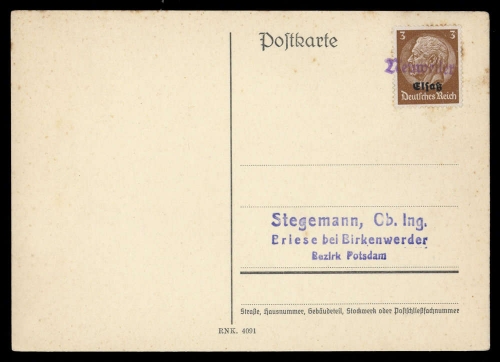 Postkarte
3 3
Elsaß
Deutsches Reich
Stegemann, Ob. Ing.
Briese bei Birkenwerder
Bezirk Potsdam
Straße, Hausnummer, Gebäudeteil, Stockwerk oder Postschließfachnummer
RNK. 4091